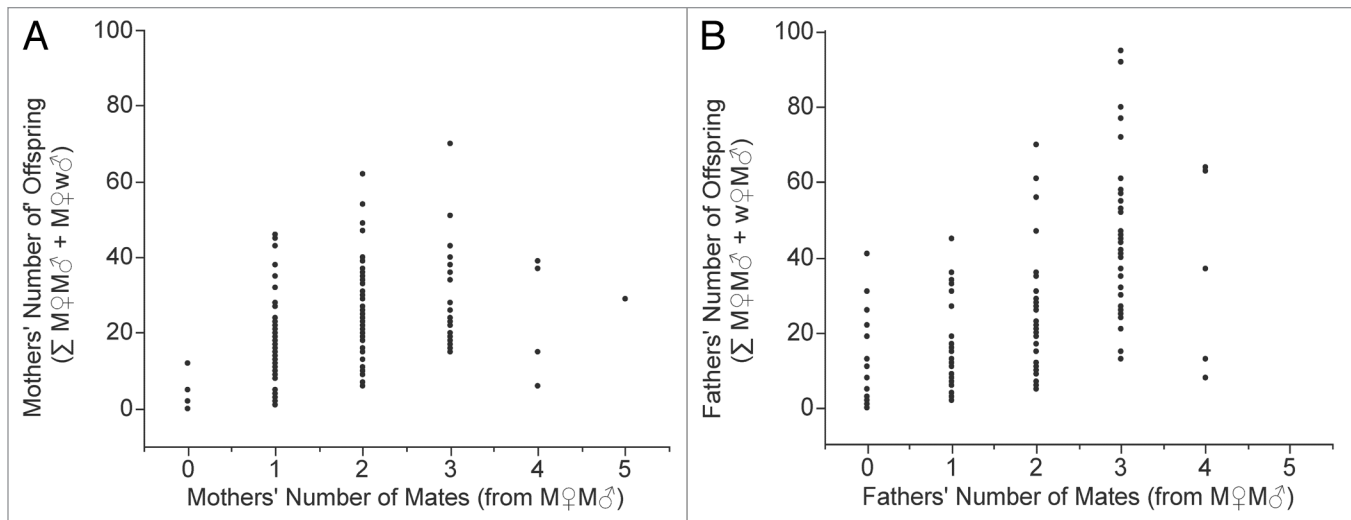 A
100
80
60
40
20
0
Mothers' Number of Offspring
(∑ M♀M♂ + M♀w♂)
0 1 2 3 4 5
Mothers' Number of Mates (from M♀M♂)
B
100
80
60
40
20
0
Fathers' Number of Offspring
(∑ M♀M♂ + w♀M♂)
0 1 2 3 4 5
Fathers' Number of Mates (from M♀M♂)